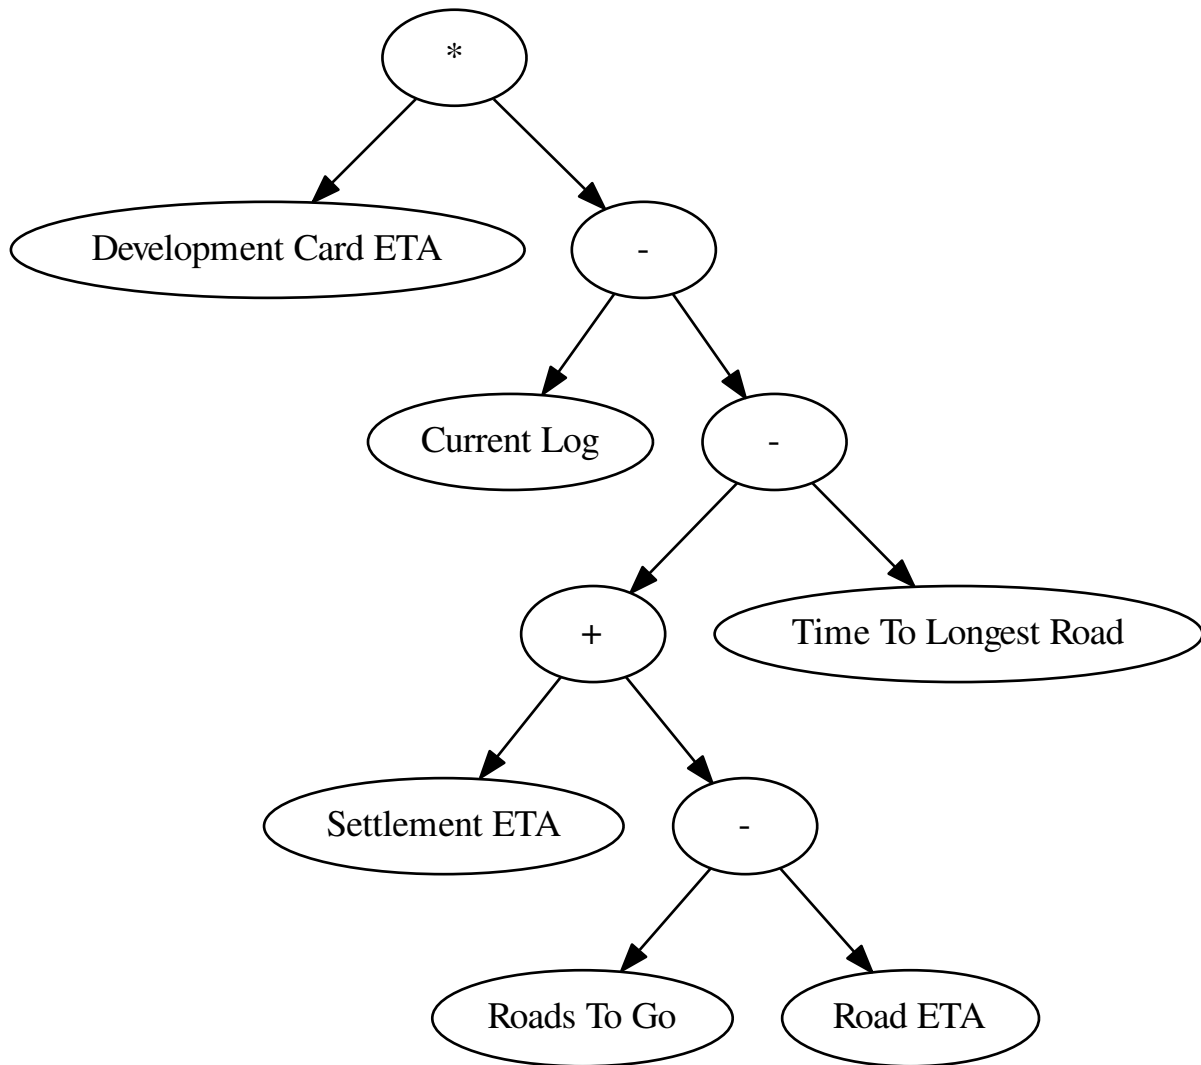 *
Development Card ETA
-
Current Log
-
+
Time To Longest Road
Settlement ETA
-
Roads To Go
Road ETA